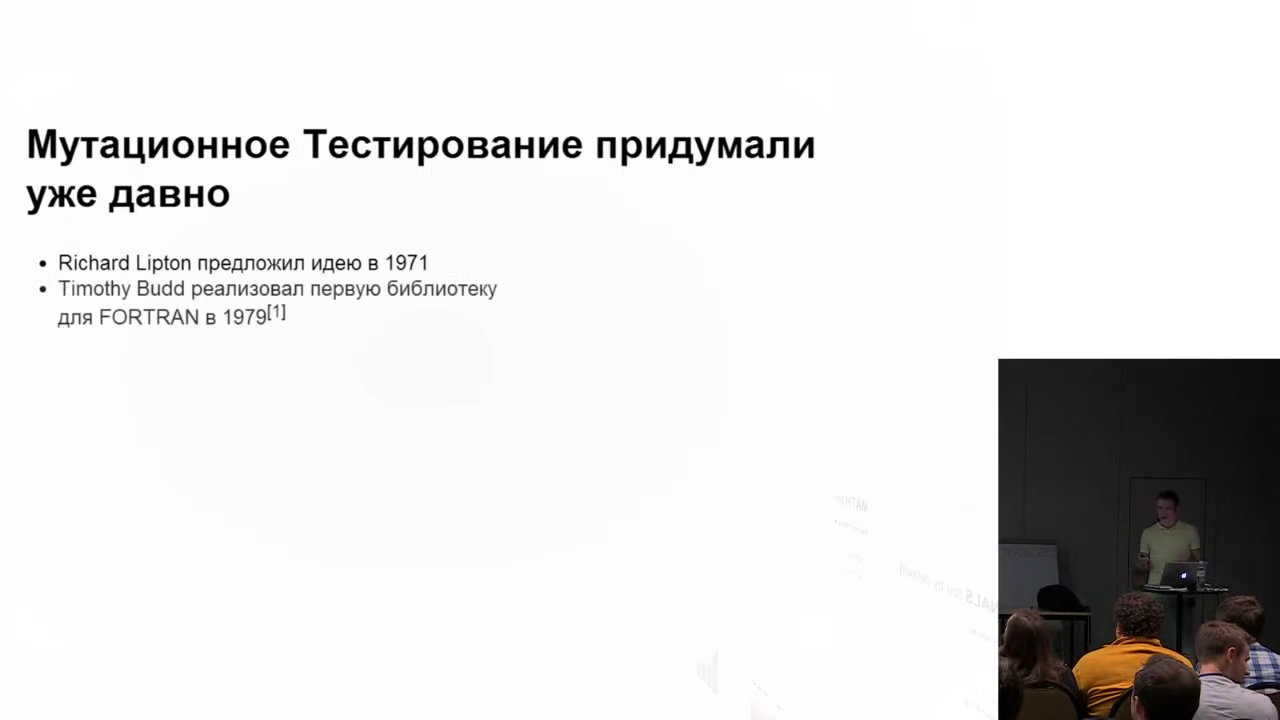 Мутационное Тестирование придумали
уже давно
• Richard Lipton предложил идею в 1971
• Timothy Budd реализовал первую библиотеку
для FORTRAN в 1979[1]